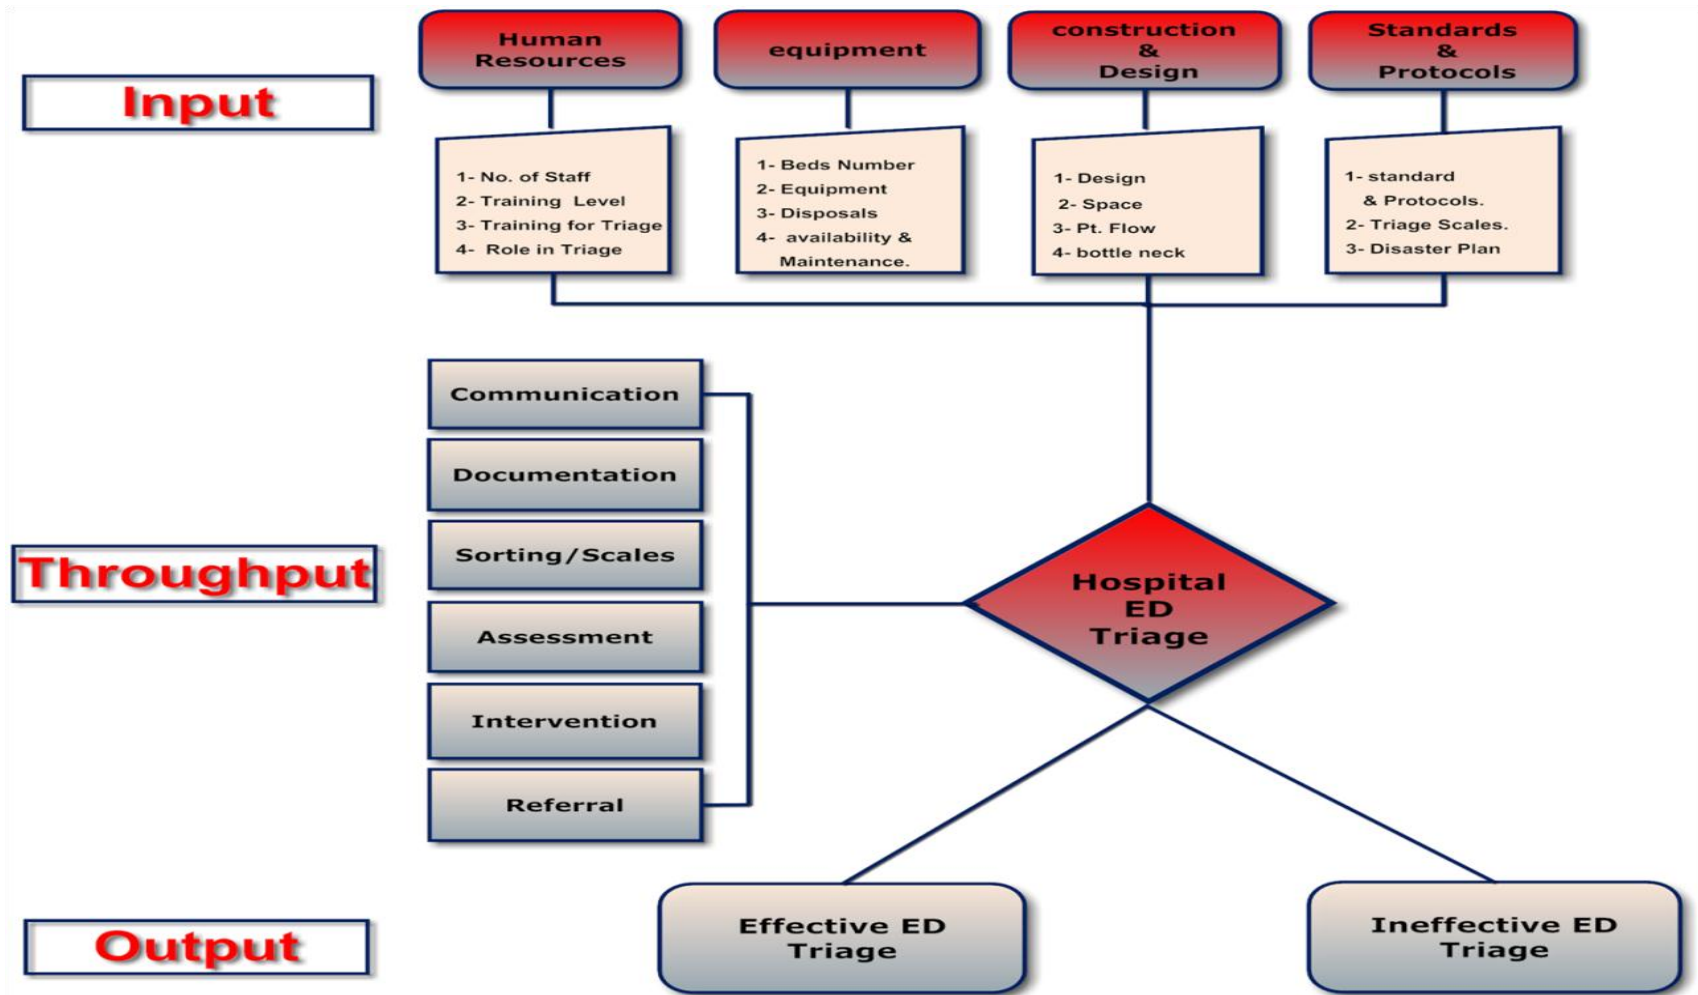 Input
Human
Resources
equipment
construction
&
Design
Standards
&
Protocols
1- No. of Staff
2- Training Level
3- Training for Triage
4- Role in Triage
1- Beds Number
2- Equipment
3- Disposals
4- availability &
Maintenance.
1- Design
2- Space
3- Pt. Flow
4- bottle neck
1- standard
& Protocols.
2- Triage Scales.
3- Disaster Plan
Throughput
Communication
Documentation
Sorting/Scales
Assessment
Intervention
Referral
Hospital
ED
Triage
Output
Effective ED
Triage
Ineffective ED
Triage